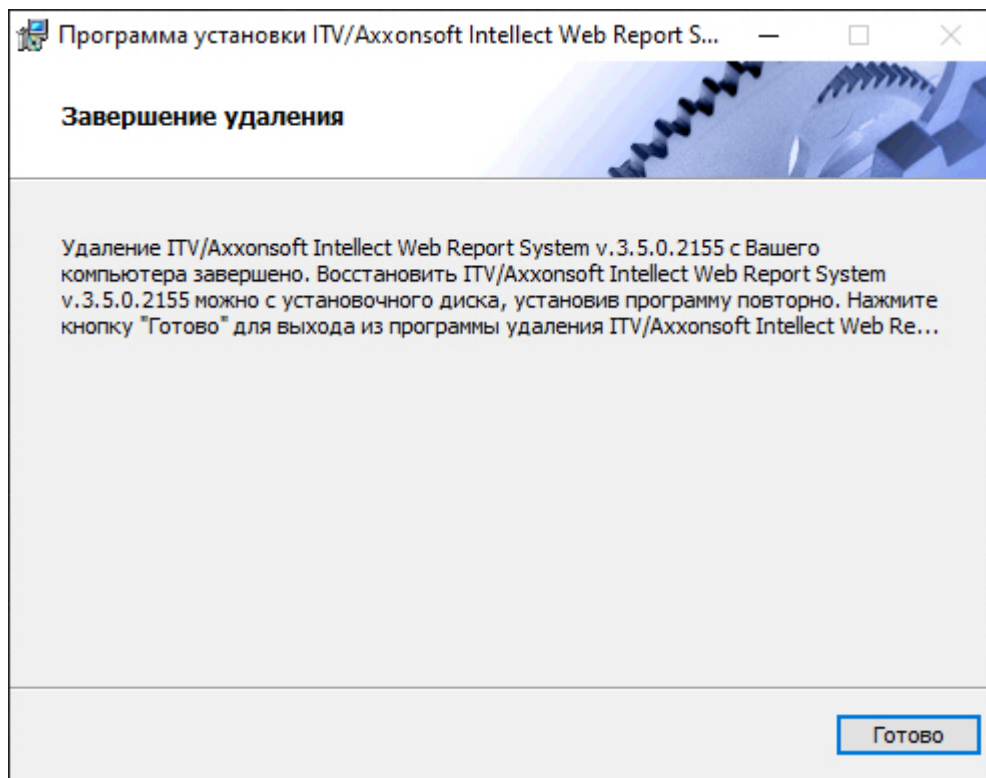 Программа установки ITV/Axxonsoft Intellect Web Report S...
Завершение удаления
Удаление ITV/Axxonsoft Intellect Web Report System v.3.5.0.2155 с Вашего
компьютера завершено. Восстановить ITV/Axxonsoft Intellect Web Report System
v.3.5.0.2155 можно с установочного диска, установив программу повторно. Нажмите
кнопку "Готово" для выхода из программы удаления ITV/Axxonsoft Intellect Web Re...
Готово